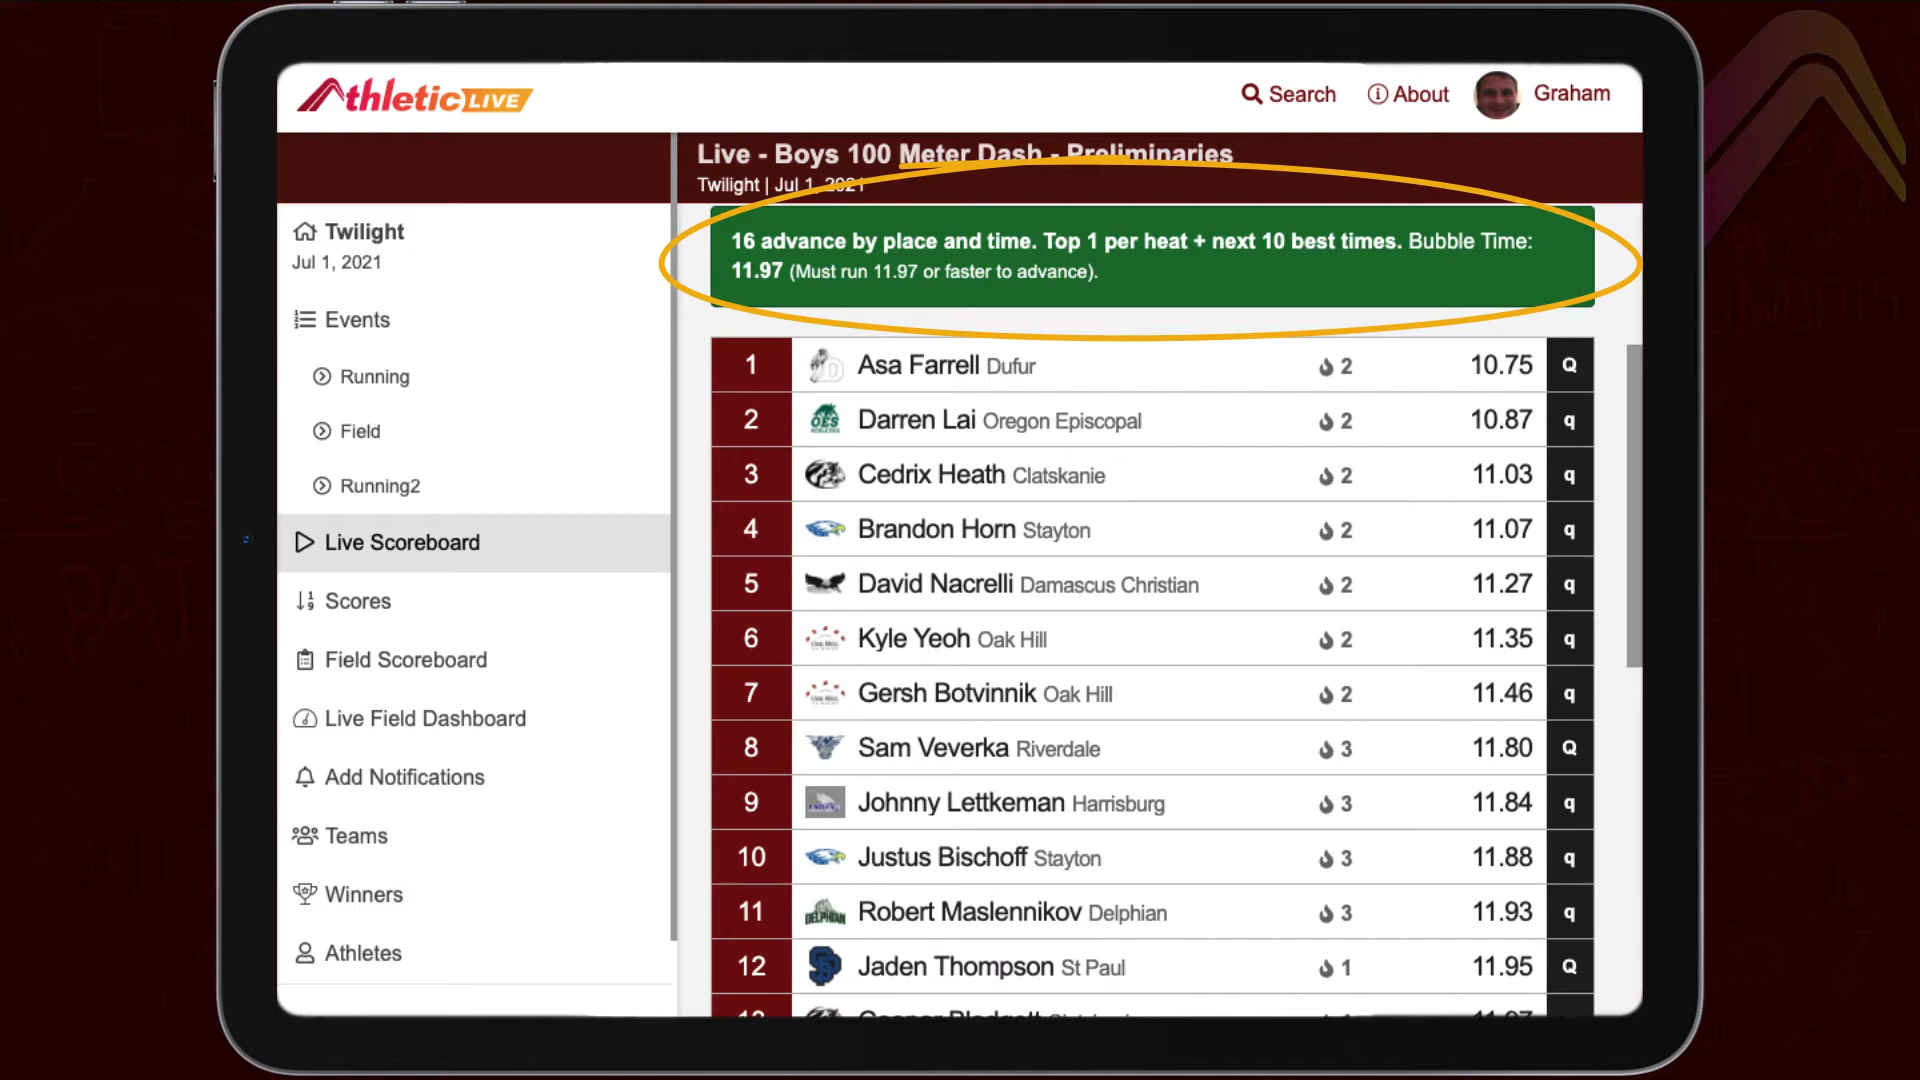 AthleticLIVE
Search
About
Graham
Live - Boys 100 Meter Dash - Preliminaries
Twilight | Jul 1, 2021
Twilight
Jul 1, 2021
Events
Running
Field
Running2
Live Scoreboard
Scores
Field Scoreboard
Live Field Dashboard
Add Notifications
Teams
Winners
Athletes
16 advance by place and time. Top 1 per heat + next 10 best times. Bubble Time:
11.97 (Must run 11.97 or faster to advance).
1 Asa Farrell Dufur 2 10.75 Q
2 OES Darren Lai Oregon Episcopal 2 10.87 q
3 Cedrix Heath Clatskanie 2 11.03 q
4 Brandon Horn Stayton 2 11.07 q
5 David Nacrelli Damascus Christian 2 11.27 q
6 OAK HILL Kyle Yeoh Oak Hill 2 11.35 q
7 OAK HILL Gersh Botvinnik Oak Hill 2 11.46 q
8 Sam Veverka Riverdale 3 11.80 Q
9 Johnny Lettkeman Harrisburg 3 11.84 q
10 Justus Bischoff Stayton 3 11.88 q
11 DELPHIAN Robert Maslennikov Delphian 3 11.93 q
12 SP Jaden Thompson St Paul 1 11.95 Q